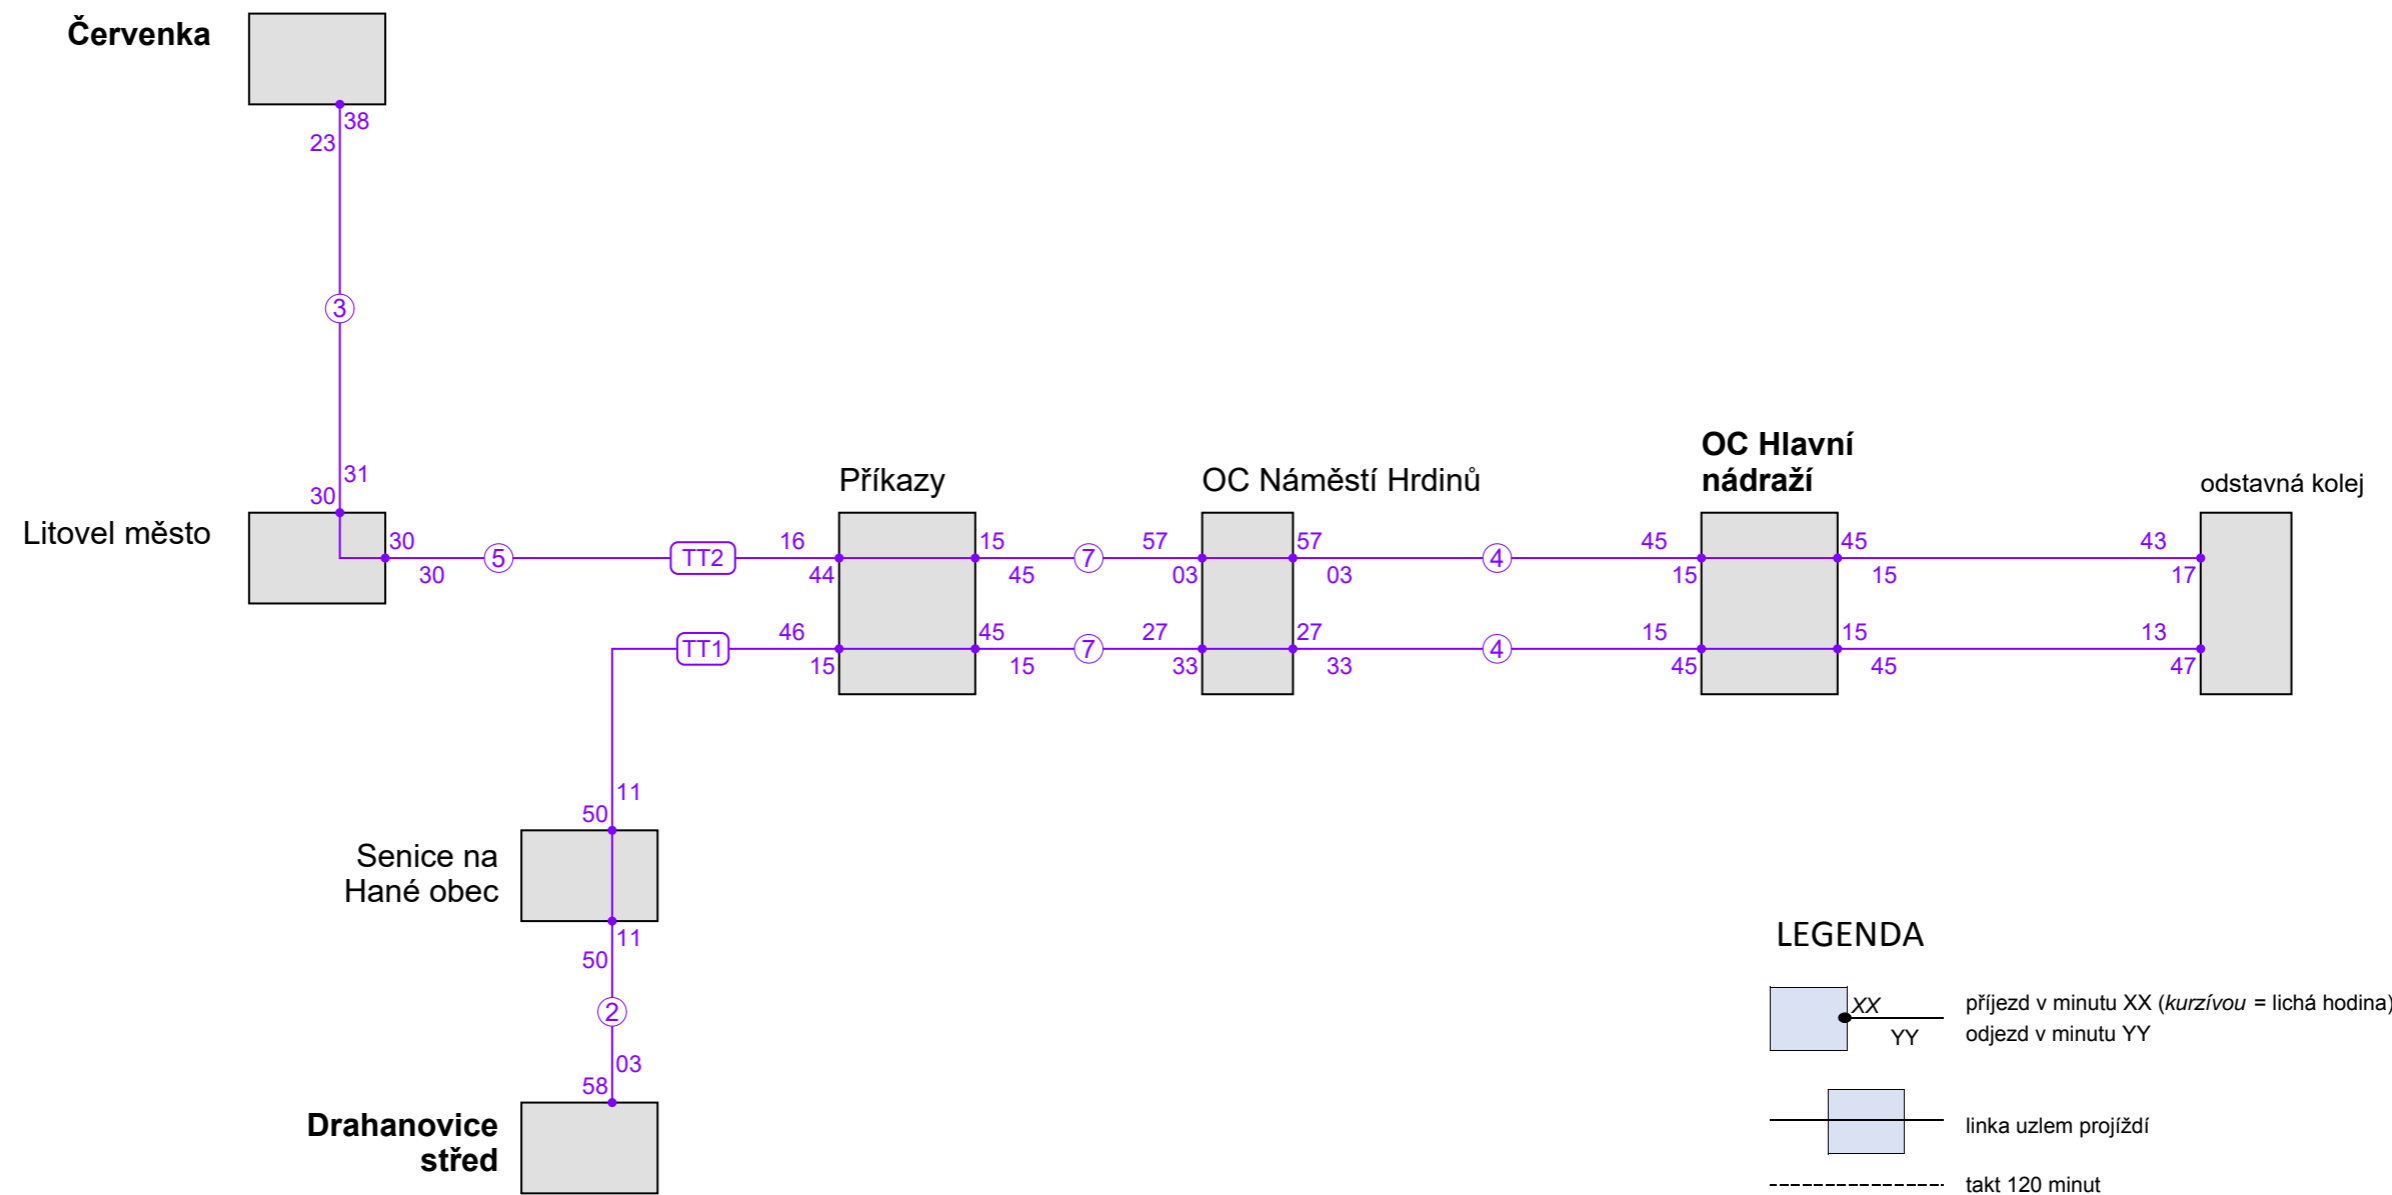 Červenka
38
23
3
31
30
Litovel město
30
30
5
TT2
16
44
Příkazy
15
45
7
57
03
OC Náměstí Hrdinů
57
03
4
45
15
OC Hlavní
nádraží
45
15
43
17
odstavná kolej
TT1
46
15
45
15
7
27
33
27
33
4
15
45
15
45
13
47
11
50
Senice na
Hané obec
11
50
2
03
58
Drahanovice
střed
LEGENDA
XX
YY
příjezd v minutu XX (kurzívou = lichá hodina)
odjezd v minutu YY
linka uzlem projíždí
takt 120 minut